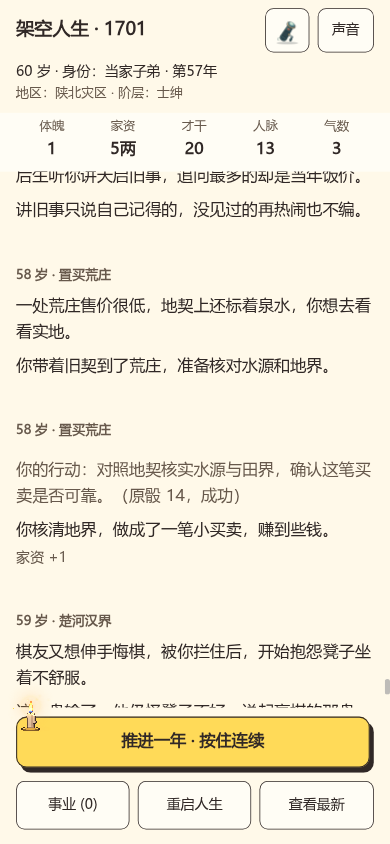 架空人生 · 1701
声音
60 岁 · 身份：当家子弟 · 第57年
地区：陕北灾区 · 阶层：士绅
体魄 家资 才干 人脉 气数
1 5两 20 13 3
后生听你讲天启旧事，追问最多的却是当年饭价。
讲旧事只说自己记得的，没见过的再热闹也不编。
58 岁 · 置买荒庄
一处荒庄售价很低，地契上还标着泉水，你想去看
看实地。
你带着旧契到了荒庄，准备核对水源和地界。
58 岁 · 置买荒庄
你的行动：对照地契核实水源与田界，确认这笔买
卖是否可靠。（原骰 14，成功）
你核清地界，做成了一笔小买卖，赚到些钱。
家资 +1
59 岁 · 楚河汉界
棋友又想伸手悔棋，被你拦住后，开始抱怨凳子坐
着不舒服。
推进一年 · 按住连续
事业 (0)
重启人生
查看最新